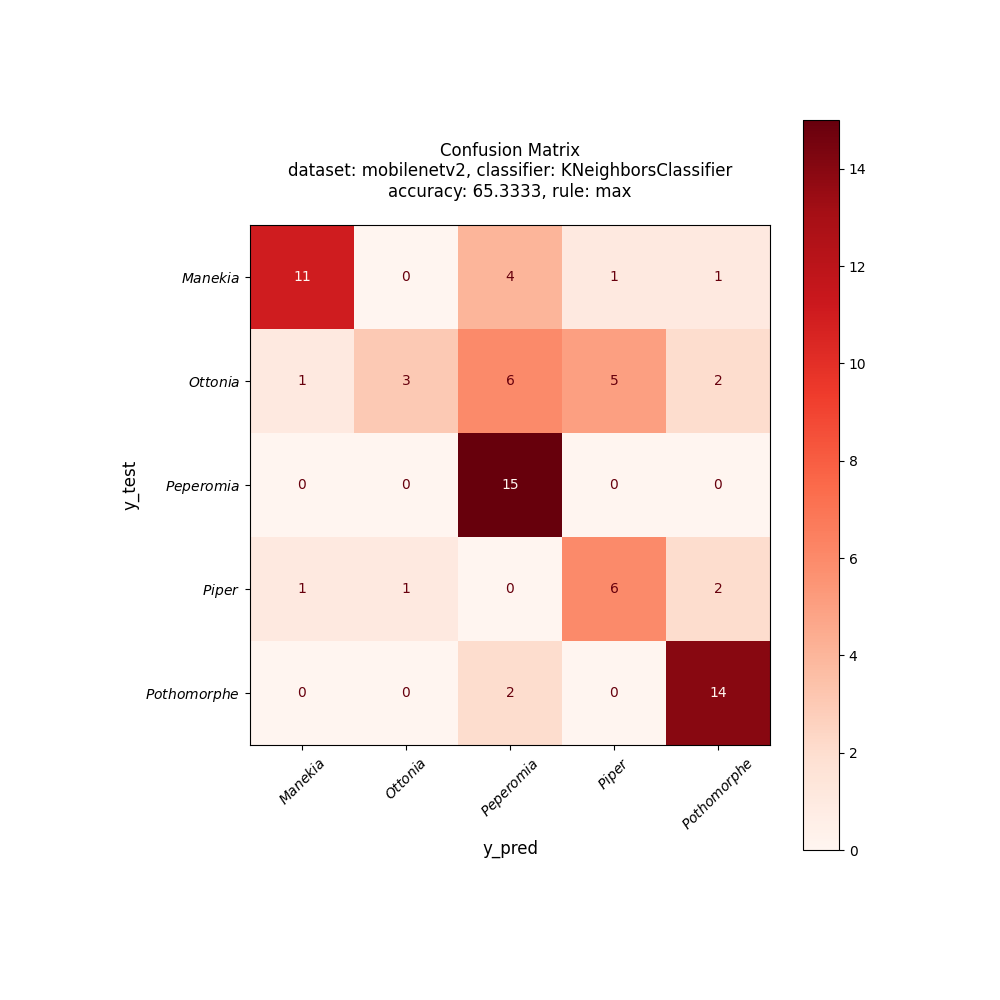 Confusion Matrix
dataset: mobilenetv2, classifier: KNeighborsClassifier
accuracy: 65.3333, rule: max
y_test
Manekia 11 0 4 1 1
Ottonia 1 3 6 5 2
Peperomia 0 0 15 0 0
Piper 1 1 0 6 2
Pothomorphe 0 0 2 0 14
Manekia Ottonia Peperomia Piper Pothomorphe
y_pred
14
12
10
8
6
4
2
0